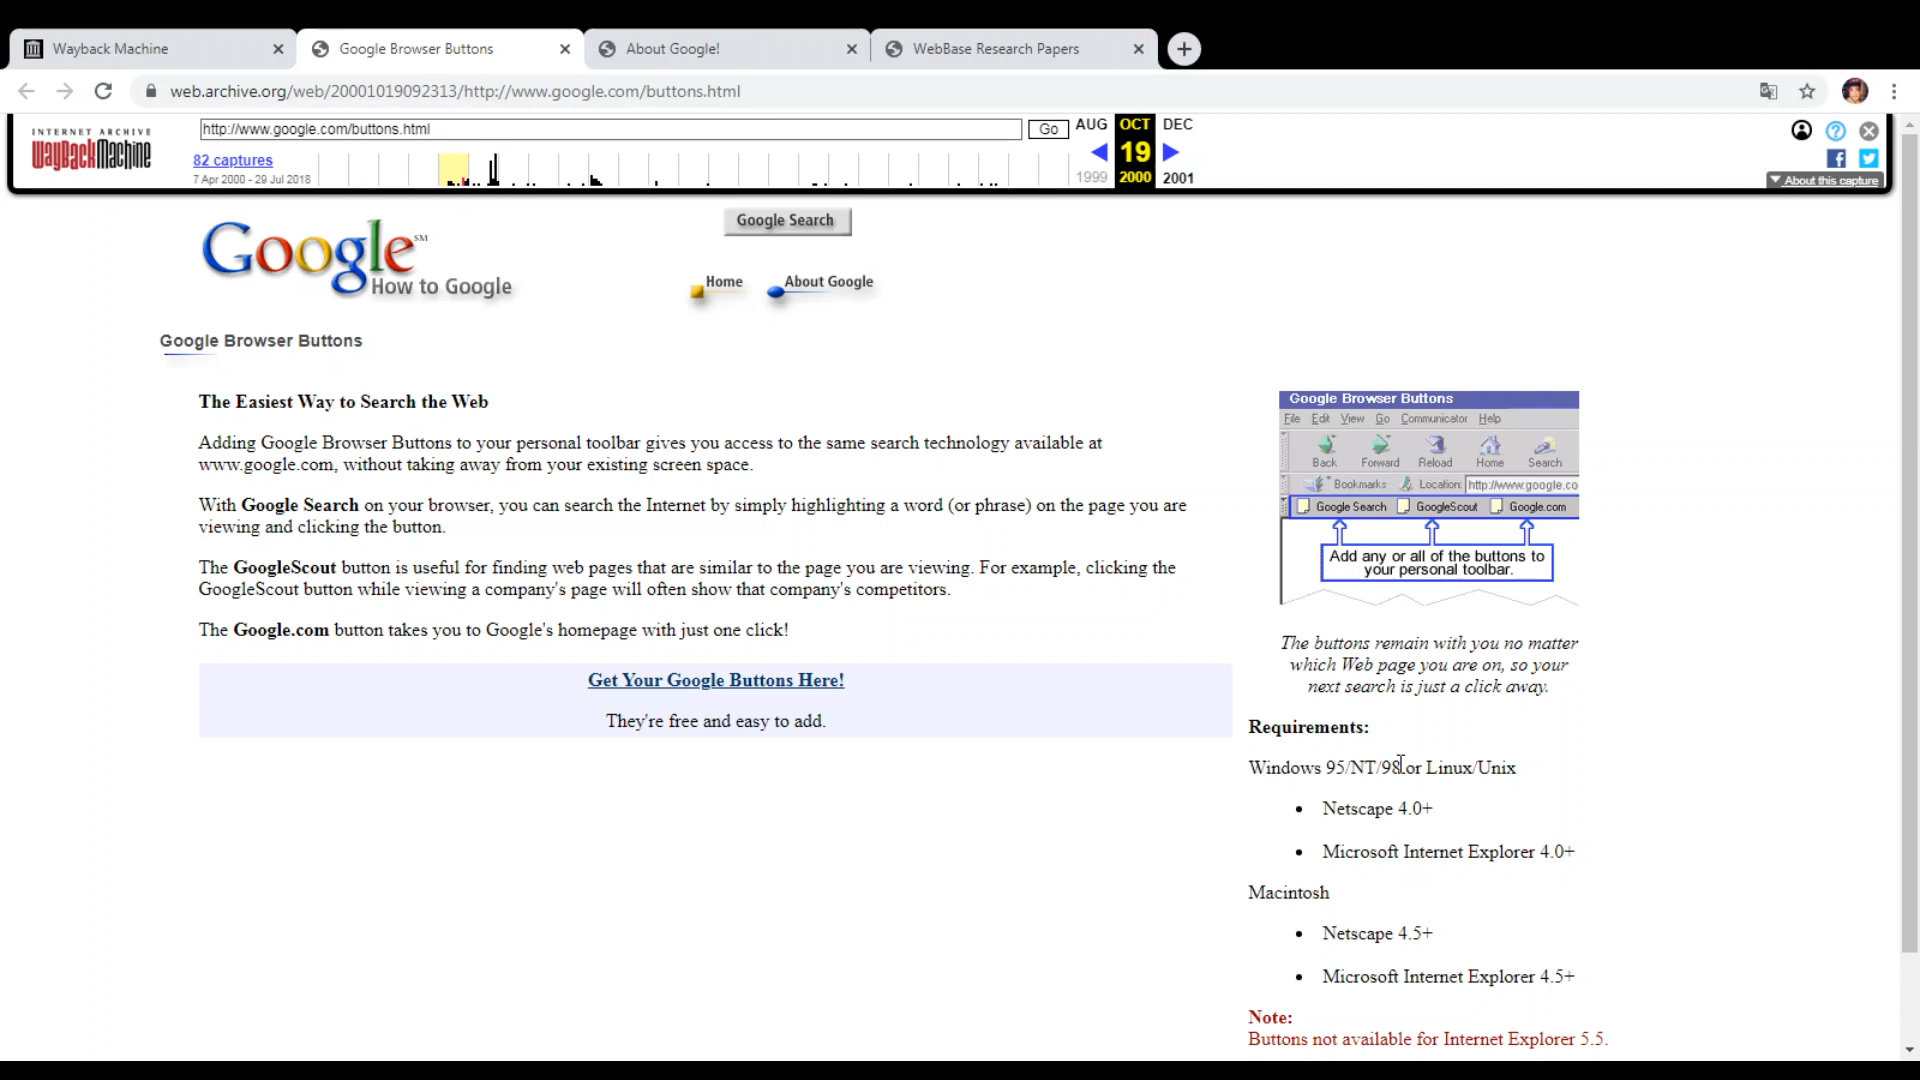 Wayback Machine
Google Browser Buttons
About Google!
WebBase Research Papers
web.archive.org/web/20001019092313/http://www.google.com/buttons.html
INTERNET ARCHIVE
WayBackMachine
http://www.google.com/buttons.html
Go
AUG
OCT
DEC
82 captures
19
7 Apr 2000 - 29 Jul 2018
1999
2000
2001
About this capture
Google SM
How to Google
Google Search
Home
About Google
Google Browser Buttons
The Easiest Way to Search the Web
Adding Google Browser Buttons to your personal toolbar gives you access to the same search technology available at
www.google.com, without taking away from your existing screen space.
With Google Search on your browser, you can search the Internet by simply highlighting a word (or phrase) on the page you are
viewing and clicking the button.
The GoogleScout button is useful for finding web pages that are similar to the page you are viewing. For example, clicking the
GoogleScout button while viewing a company's page will often show that company's competitors.
The Google.com button takes you to Google's homepage with just one click!
Get Your Google Buttons Here!
They're free and easy to add.
Google Browser Buttons
File Edit View Go Communicator Help
Back Forward Reload Home Search
Bookmarks Location: http://www.google.co
Google Search GoogleScout Google.com
Add any or all of the buttons to
your personal toolbar.
The buttons remain with you no matter
which Web page you are on, so your
next search is just a click away.
Requirements:
Windows 95/NT/98 or Linux/Unix
• Netscape 4.0+
• Microsoft Internet Explorer 4.0+
Macintosh
• Netscape 4.5+
• Microsoft Internet Explorer 4.5+
Note:
Buttons not available for Internet Explorer 5.5.